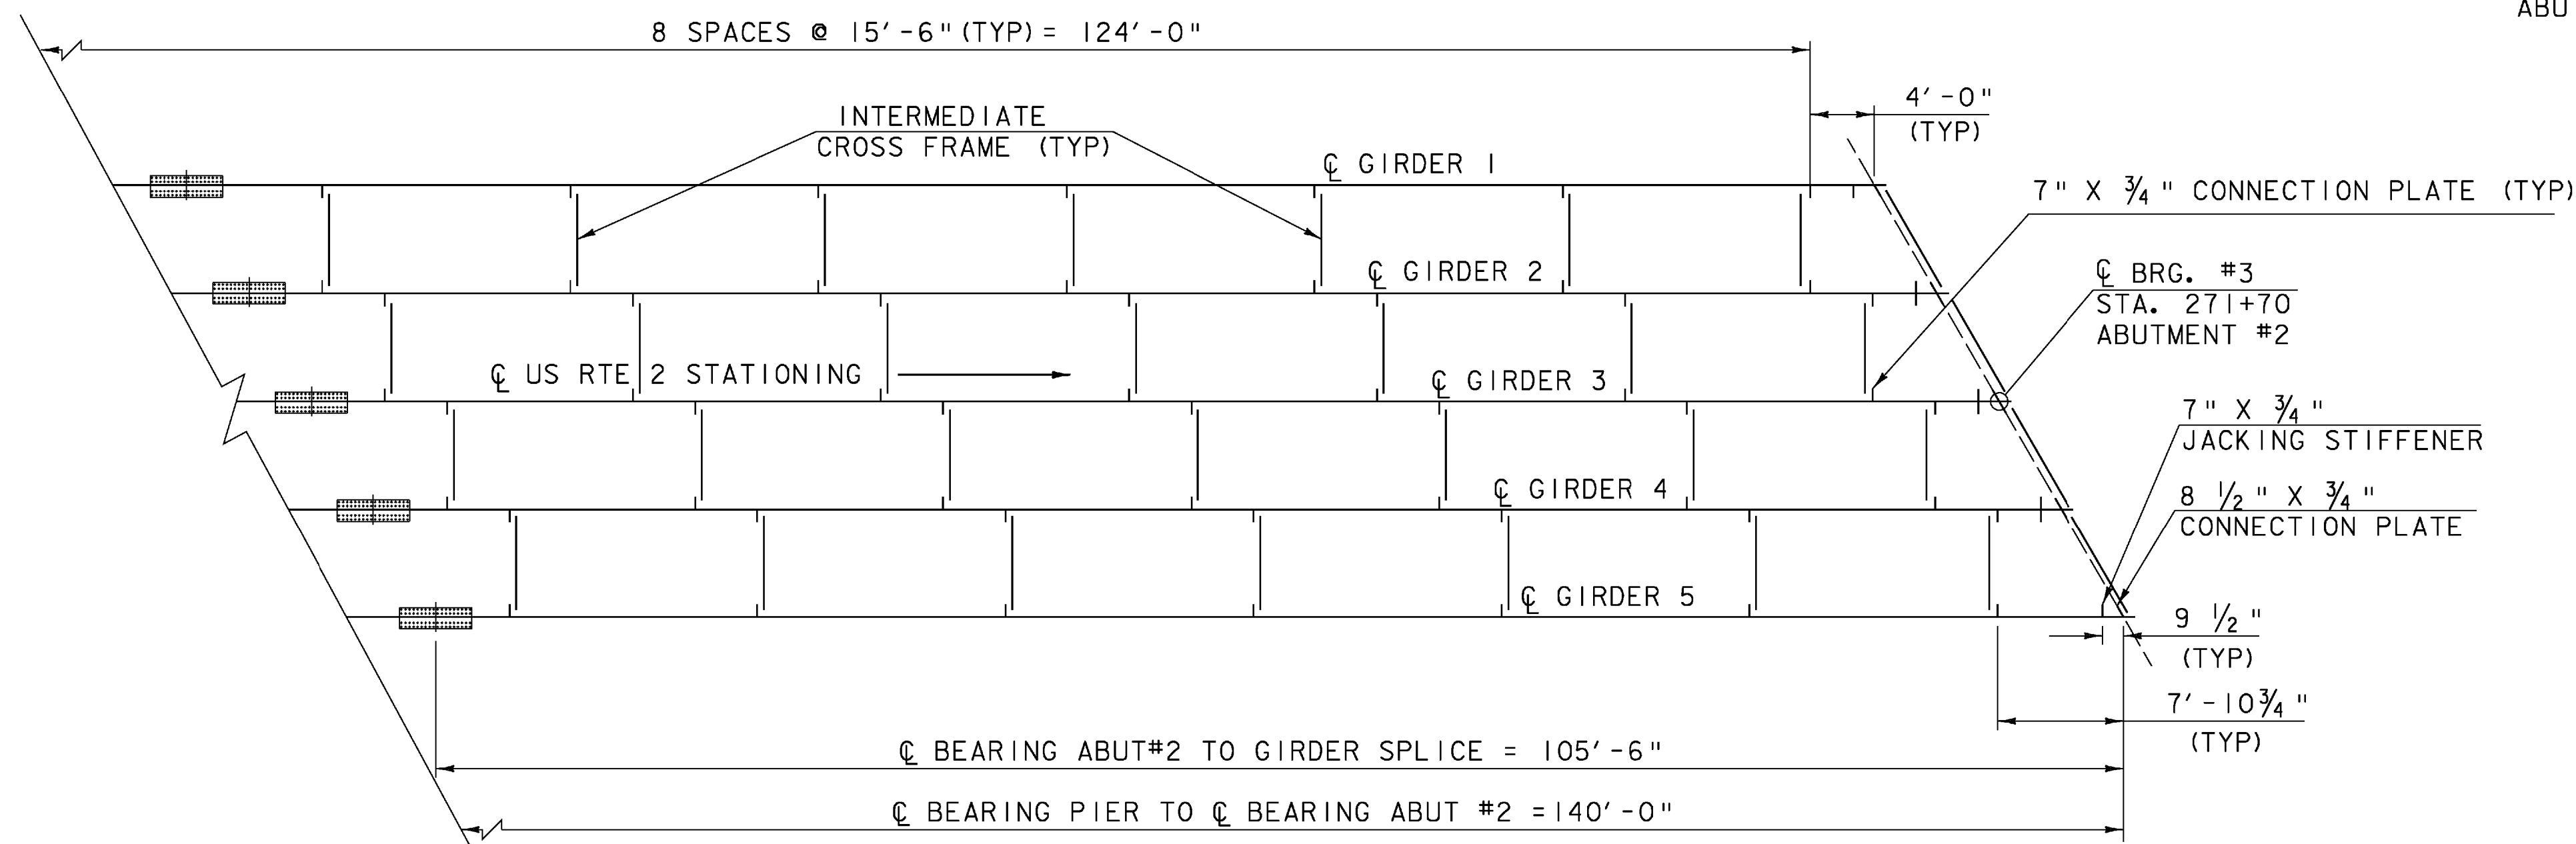 ABU
8 SPACES @ 15'-6" (TYP) = 124'-0"
4'-0"
(TYP)
INTERMEDIATE
CROSS FRAME (TYP)
℄ GIRDER 1
7" X 3/4" CONNECTION PLATE (TYP)
℄ GIRDER 2
℄ BRG. #3
STA. 271+70
ABUTMENT #2
℄ US RTE 2 STATIONING
℄ GIRDER 3
7" X 3/4"
JACKING STIFFENER
℄ GIRDER 4
8 1/2" X 3/4"
CONNECTION PLATE
℄ GIRDER 5
9 1/2"
(TYP)
7'-10 3/4"
(TYP)
℄ BEARING ABUT#2 TO GIRDER SPLICE = 105'-6"
℄ BEARING PIER TO ℄ BEARING ABUT #2 =140'-0"